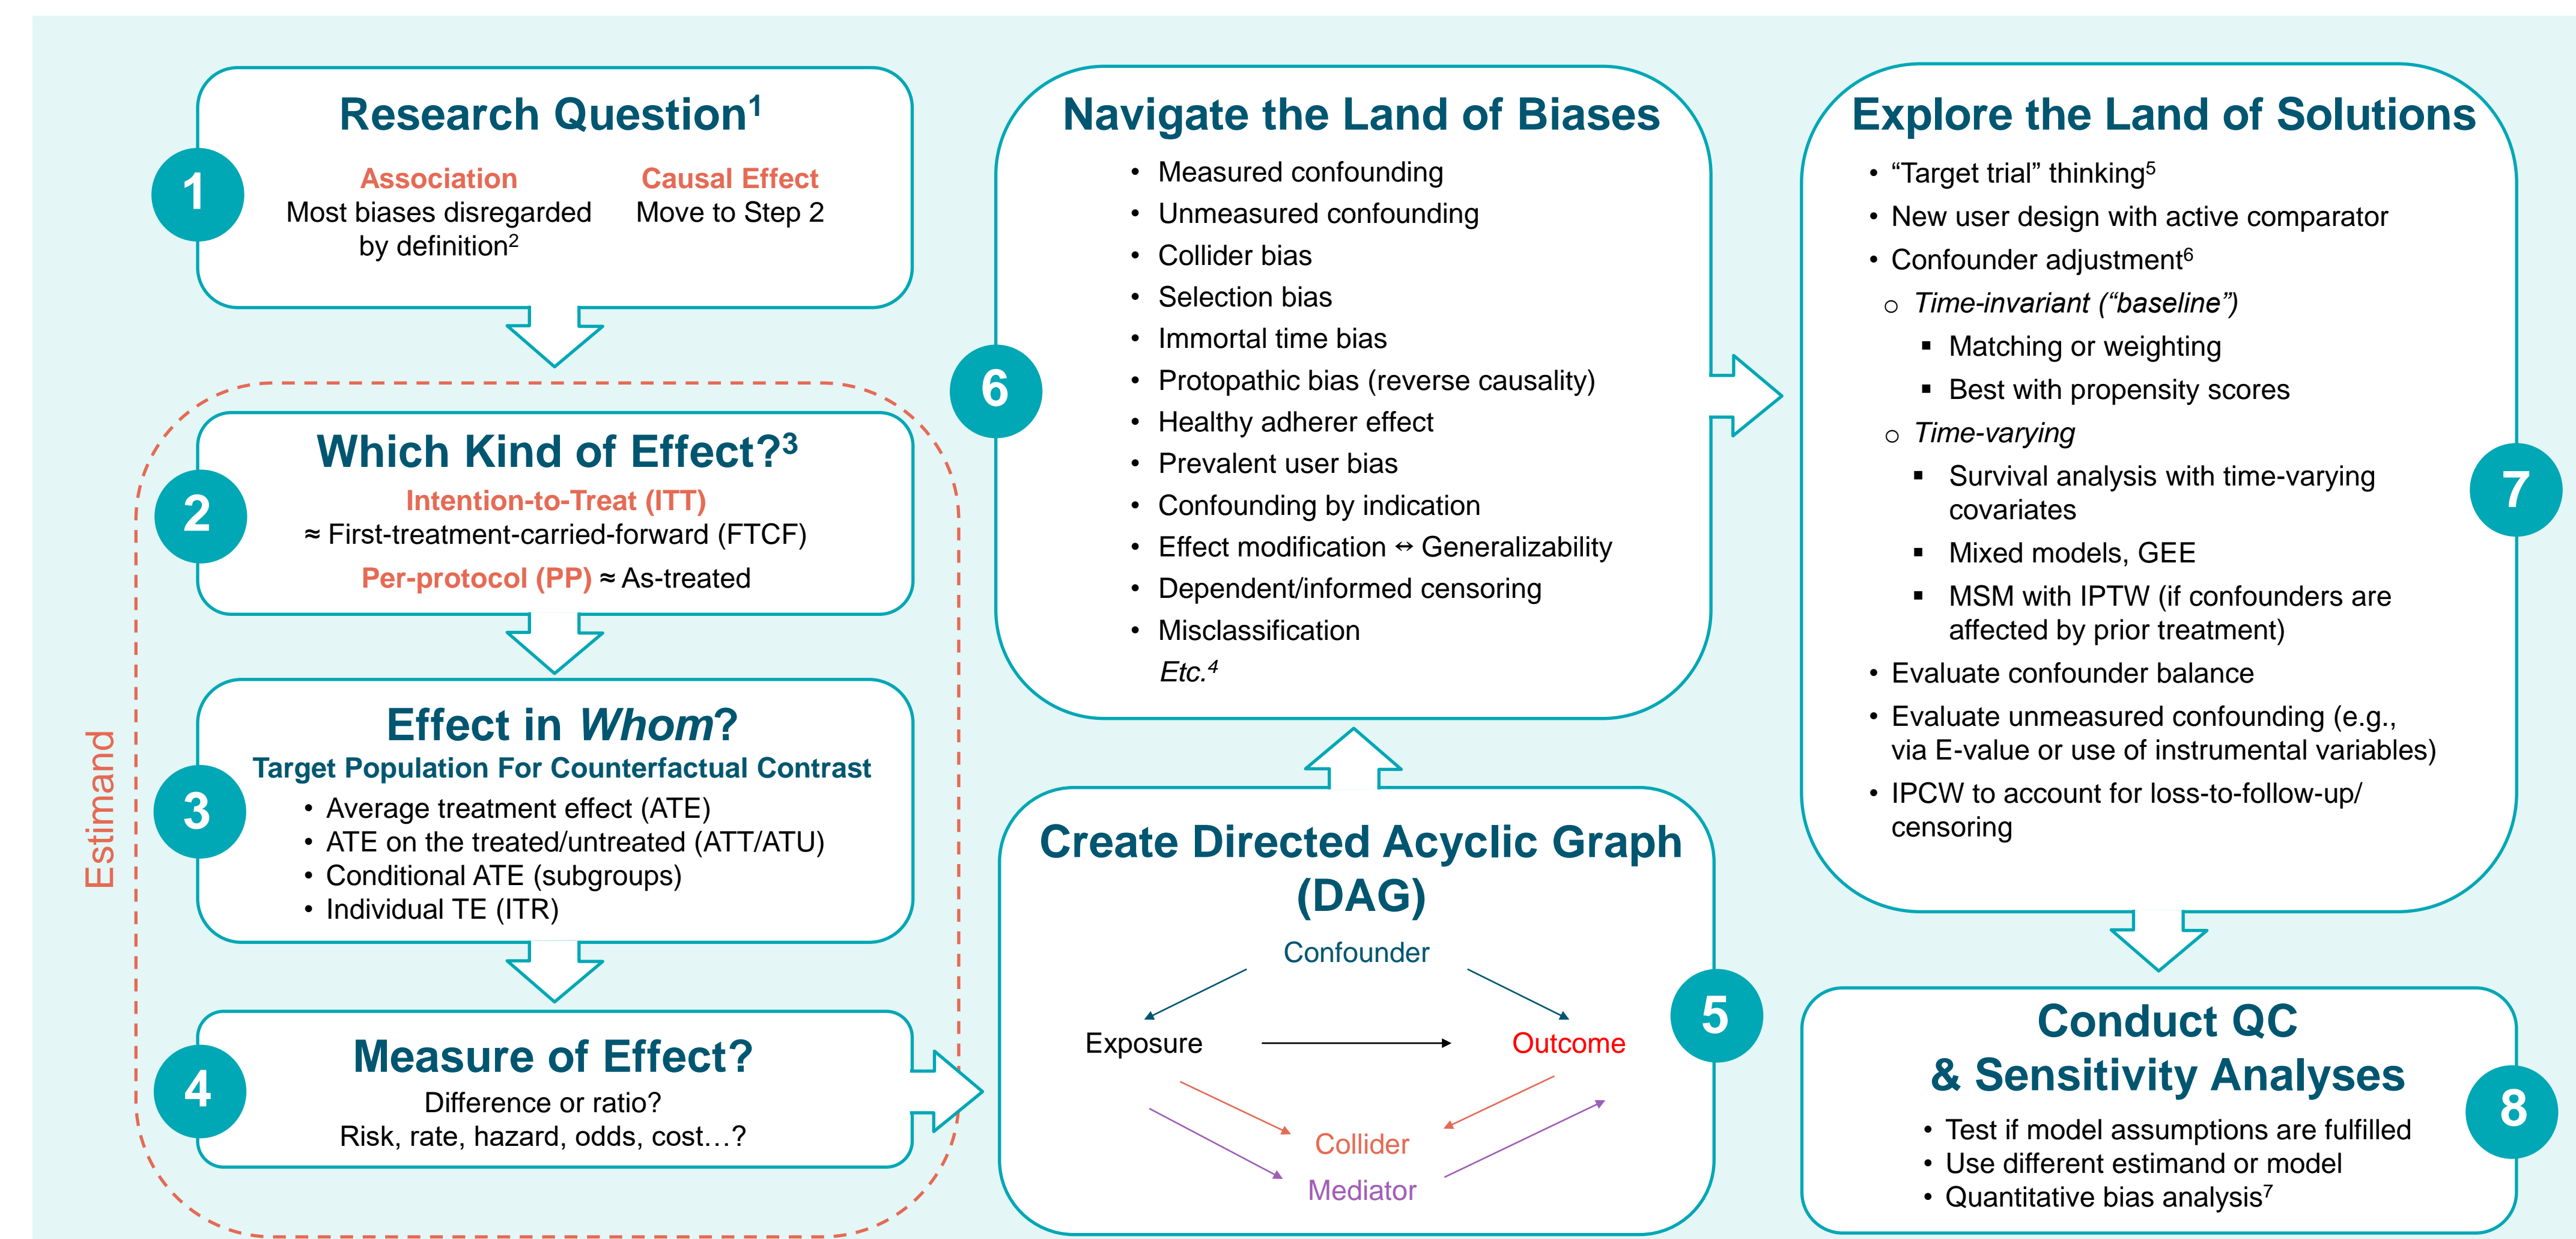 Research Question1
1
Association
Most biases disregarded
by definition2
Causal Effect
Move to Step 2
Estimand
Which Kind of Effect?3
2
Intention-to-Treat (ITT)
≈ First-treatment-carried-forward (FTCF)
Per-protocol (PP) ≈ As-treated
Effect in Whom?
Target Population For Counterfactual Contrast
3
• Average treatment effect (ATE)
• ATE on the treated/untreated (ATT/ATU)
• Conditional ATE (subgroups)
• Individual TE (ITR)
Measure of Effect?
4
Difference or ratio?
Risk, rate, hazard, odds, cost…?
Create Directed Acyclic Graph
(DAG)
5
Confounder
Exposure
Outcome
Collider
Mediator
Navigate the Land of Biases
6
• Measured confounding
• Unmeasured confounding
• Collider bias
• Selection bias
• Immortal time bias
• Protopathic bias (reverse causality)
• Healthy adherer effect
• Prevalent user bias
• Confounding by indication
• Effect modification ↔ Generalizability
• Dependent/informed censoring
• Misclassification
Etc.4
Explore the Land of Solutions
7
• “Target trial” thinking5
• New user design with active comparator
• Confounder adjustment6
o Time-invariant (“baseline”)
▪ Matching or weighting
▪ Best with propensity scores
o Time-varying
▪ Survival analysis with time-varying
covariates
▪ Mixed models, GEE
▪ MSM with IPTW (if confounders are
affected by prior treatment)
• Evaluate confounder balance
• Evaluate unmeasured confounding (e.g.,
via E-value or use of instrumental variables)
• IPCW to account for loss-to-follow-up/
censoring
Conduct QC
& Sensitivity Analyses
8
• Test if model assumptions are fulfilled
• Use different estimand or model
• Quantitative bias analysis7